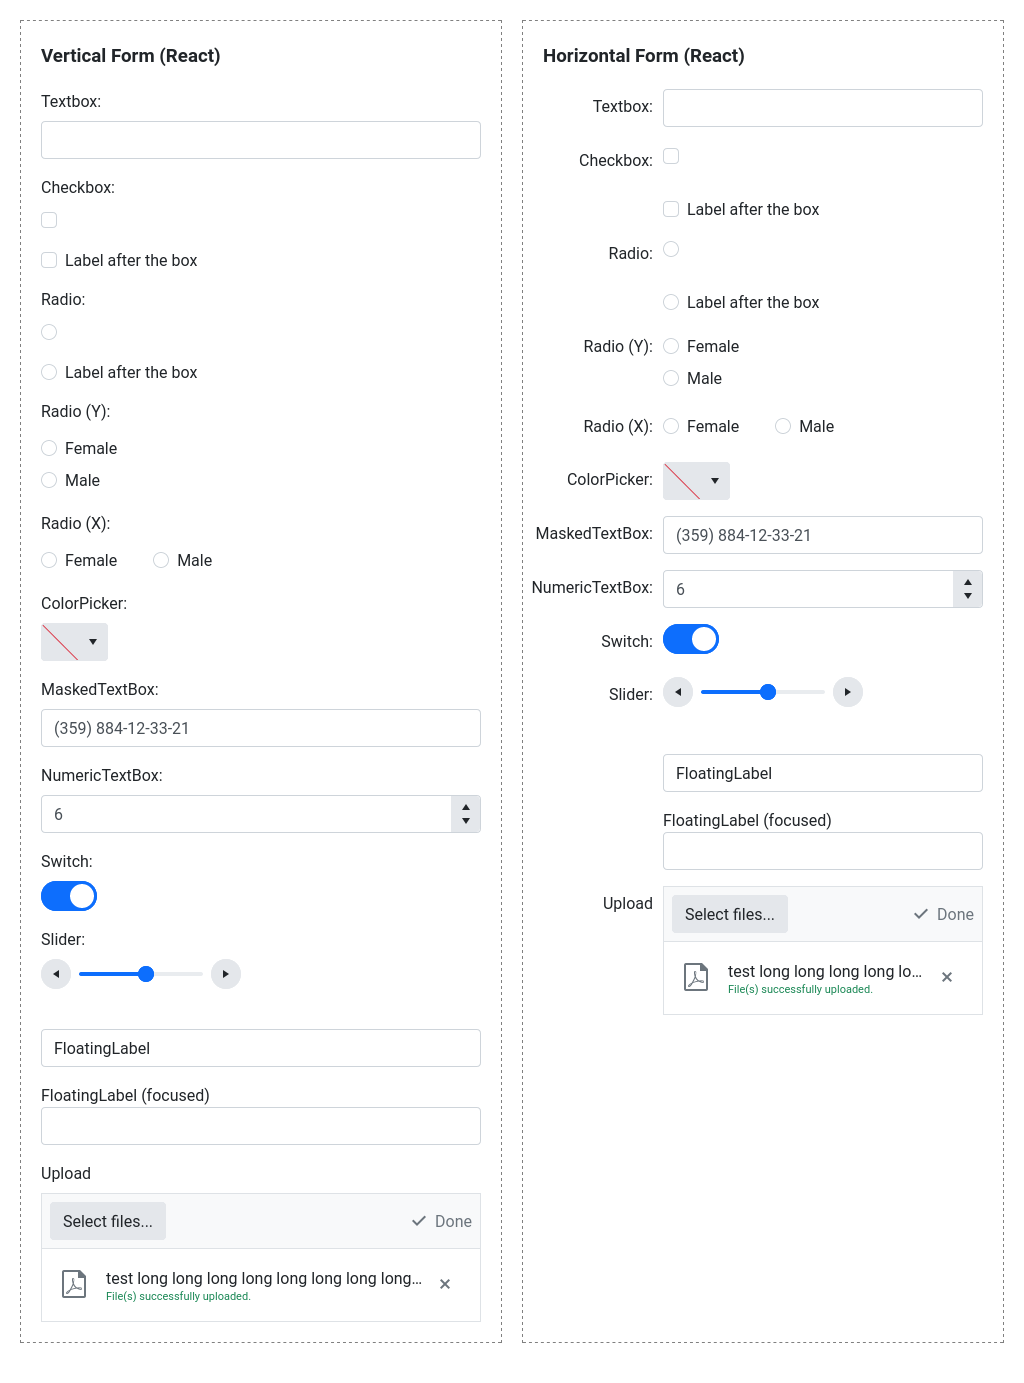 Vertical Form (React)
Textbox:
Checkbox:
Label after the box
Radio:
Label after the box
Radio (Y):
Female
Male
Radio (X):
Female Male
ColorPicker:
MaskedTextBox:
(359) 884-12-33-21
NumericTextBox:
6
Switch:
Slider:
FloatingLabel
FloatingLabel (focused)
Upload
Select files... Done
test long long long long long long long long...
File(s) successfully uploaded.
Horizontal Form (React)
Textbox:
Checkbox:
Label after the box
Radio:
Label after the box
Radio (Y): Female
Male
Radio (X): Female Male
ColorPicker:
MaskedTextBox: (359) 884-12-33-21
NumericTextBox: 6
Switch:
Slider:
FloatingLabel
FloatingLabel (focused)
Upload Select files... Done
test long long long long lo...
File(s) successfully uploaded.